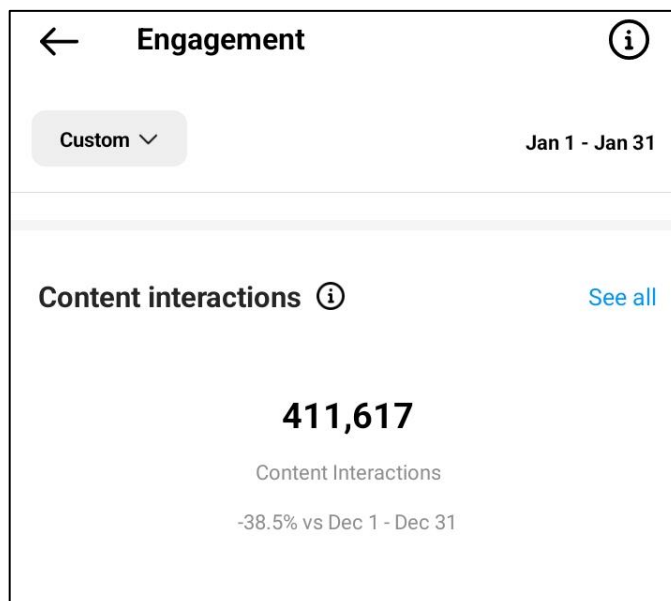 Engagement
Custom
Jan 1 - Jan 31
Content interactions
See all
411,617
Content Interactions
-38.5% vs Dec 1 - Dec 31